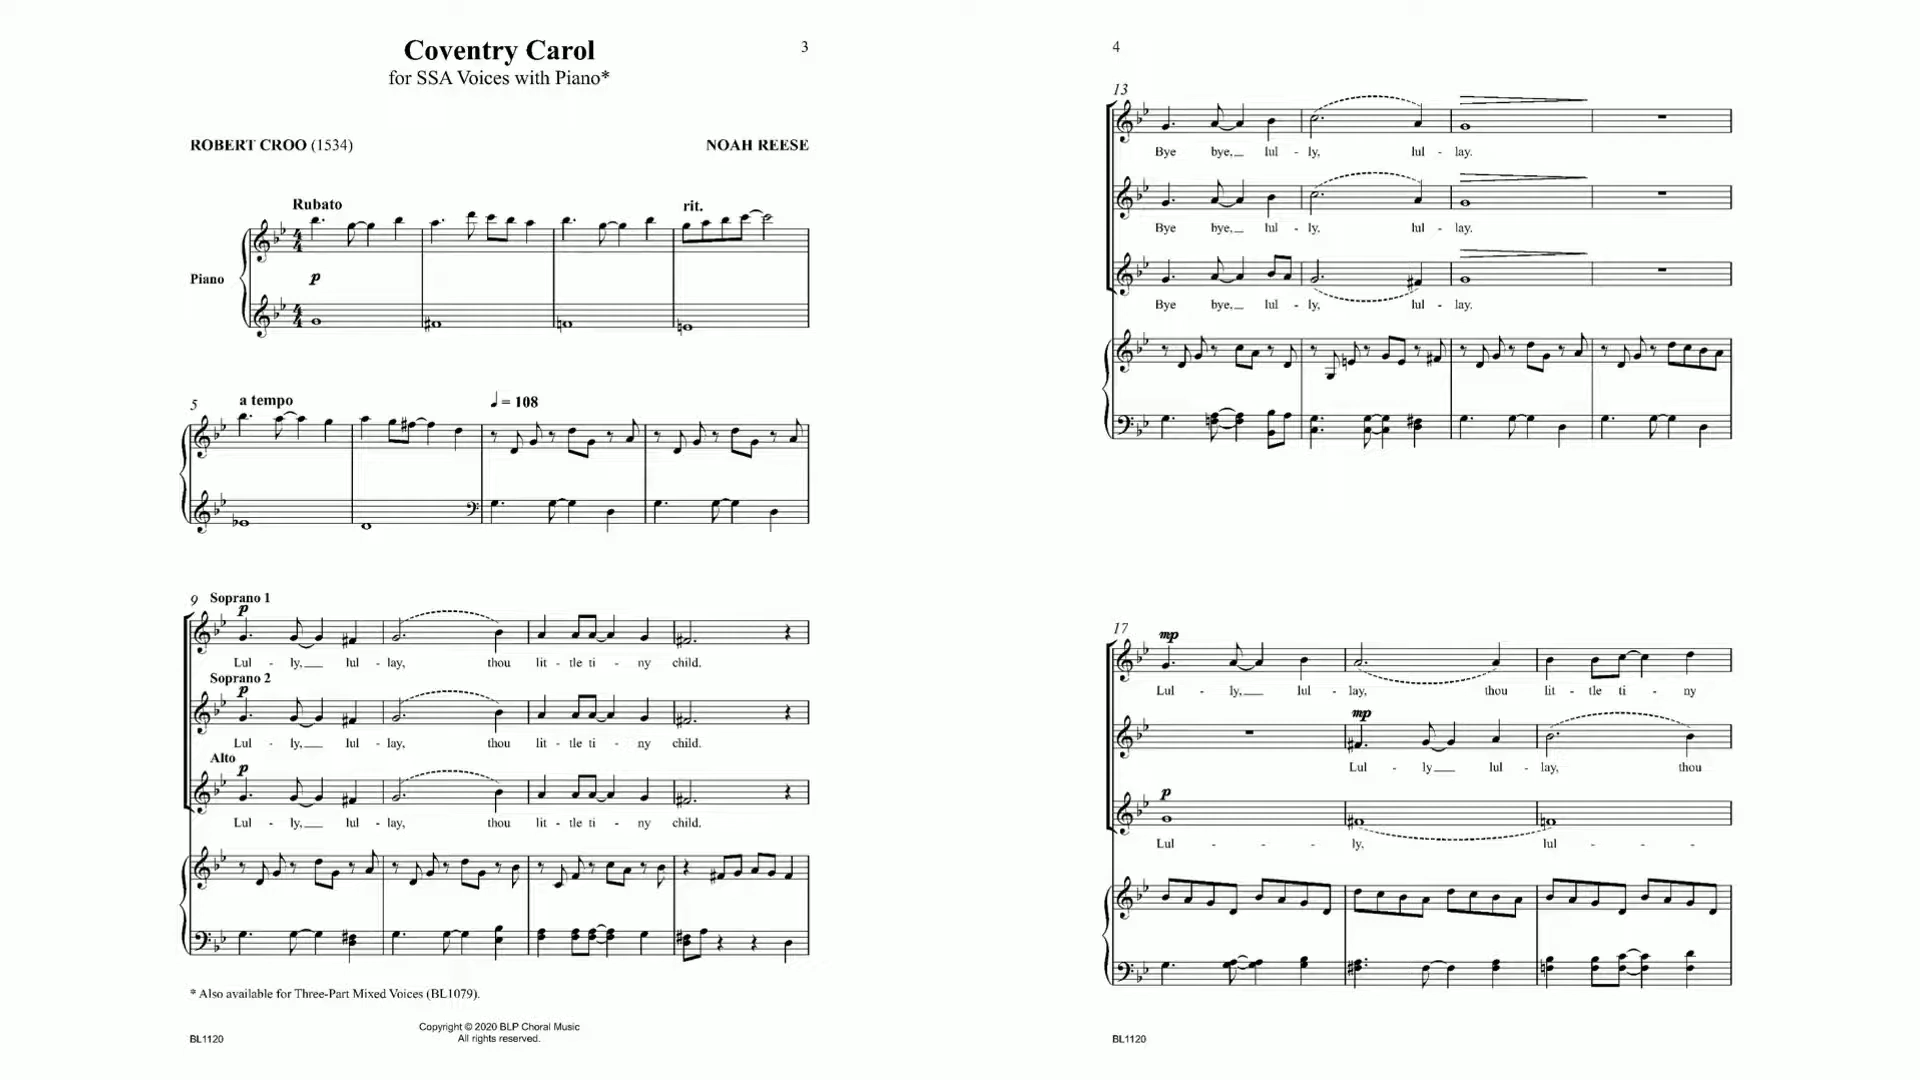 Coventry Carol
3
for SSA Voices with Piano*
ROBERT CROO (1534)
NOAH REESE
Rubato
rit.
Piano
p
5
a tempo
♩ = 108
9
Soprano 1
p
Lul - ly, lul - lay, thou lit - tle ti - ny child.
Soprano 2
p
Lul - ly, lul - lay, thou lit - tle ti - ny child.
Alto
p
Lul - ly, lul - lay, thou lit - tle ti - ny child.
* Also available for Three-Part Mixed Voices (BL1079).
Copyright © 2020 BLP Choral Music
All rights reserved.
BL1120
4
13
Bye bye, lul - ly, lul - lay.
Bye bye, lul - ly, lul - lay.
Bye bye, lul - ly, lul - lay.
17
mp
Lul - ly, lul - lay, thou lit - tle ti - ny
mp
Lul - ly lul - lay, thou
p
Lul - - - ly, lul - -
BL1120